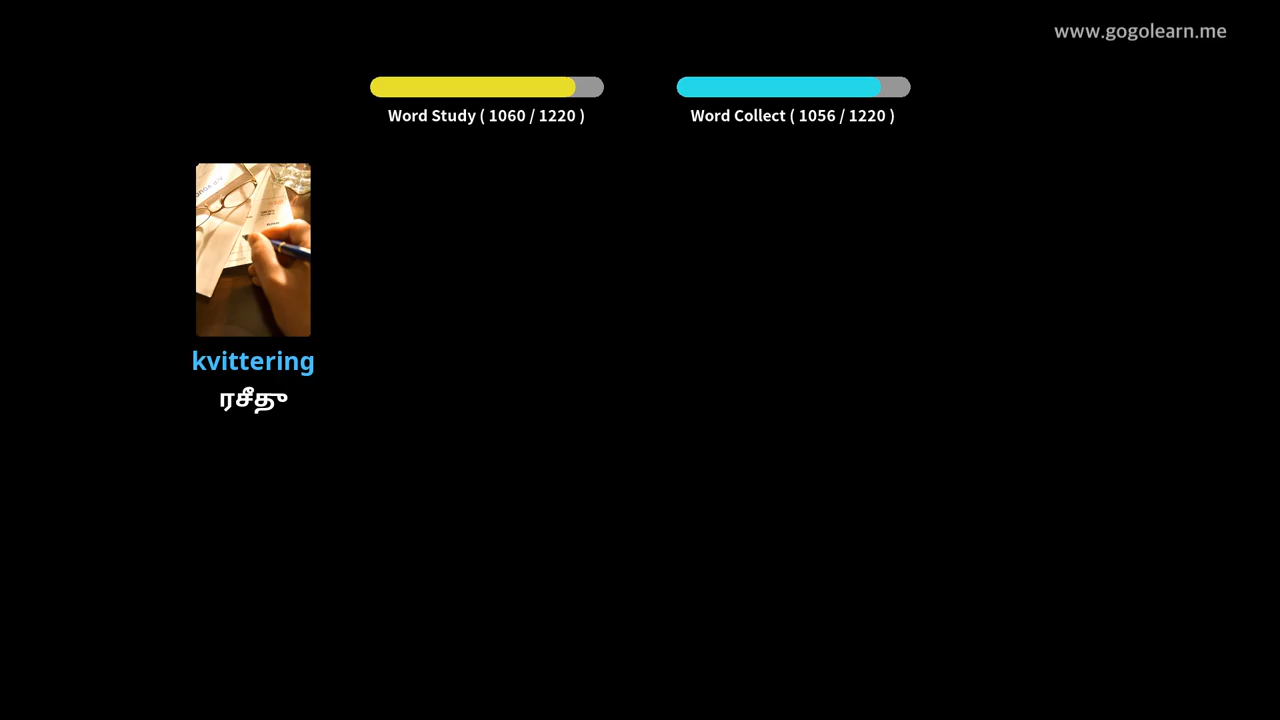 www.gogolearn.me
Word Study ( 1060 / 1220 )
Word Collect ( 1056 / 1220 )
kvittering
ரசீது